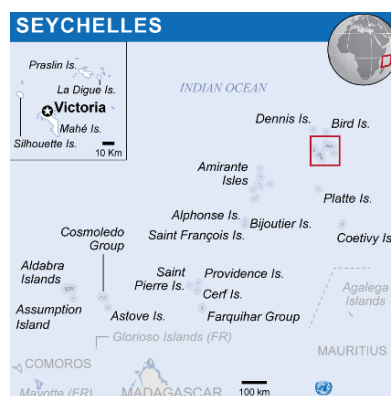 SEYCHELLES
Praslin Is.
La Digue Is.
Victoria
Mahé Is.
Silhouette Is.
10 Km
INDIAN OCEAN
Dennis Is.
Bird Is.
Amirante
Isles
Platte Is.
Alphonse Is.
Bijoutier Is.
Saint François Is.
Coetivy Is
Cosmoledo
Group
Aldabra
Islands
Saint
Pierre Is.
Providence Is.
Cerf Is.
Assumption
Island
Astove Is.
Farquihar Group
Agalega
Islands
Glorioso Islands (FR)
MAURITIUS
COMOROS
Mayotte (FR)
MADAGASCAR
100 km